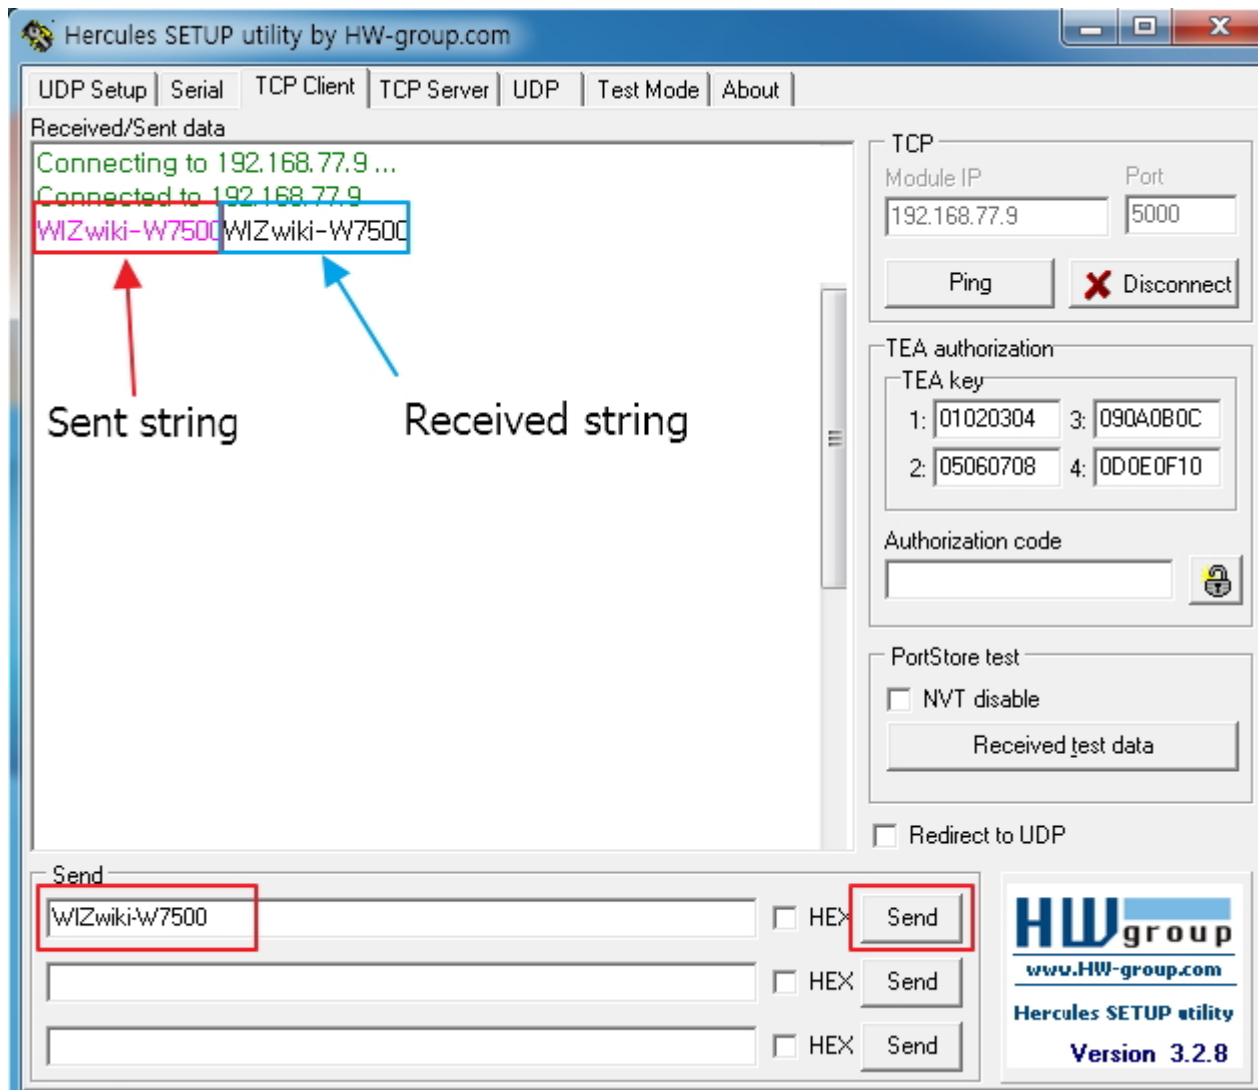 Hercules SETUP utility by HW-group.com
UDP Setup Serial TCP Client TCP Server UDP Test Mode About
Received/Sent data
Connecting to 192.168.77.9 ...
Connected to 192.168.77.9
WIZwiki-W7500WIZwiki-W7500
Sent string
Received string
TCP
Module IP Port
192.168.77.9 5000
Ping Disconnect
TEA authorization
TEA key
1: 01020304 3: 090A0B0C
2: 05060708 4: 0D0E0F10
Authorization code
PortStore test
NVT disable
Received test data
Redirect to UDP
Send
WIZwiki-W7500 HEX Send
HEX Send
HEX Send
HW group
www.HW-group.com
Hercules SETUP utility
Version 3.2.8